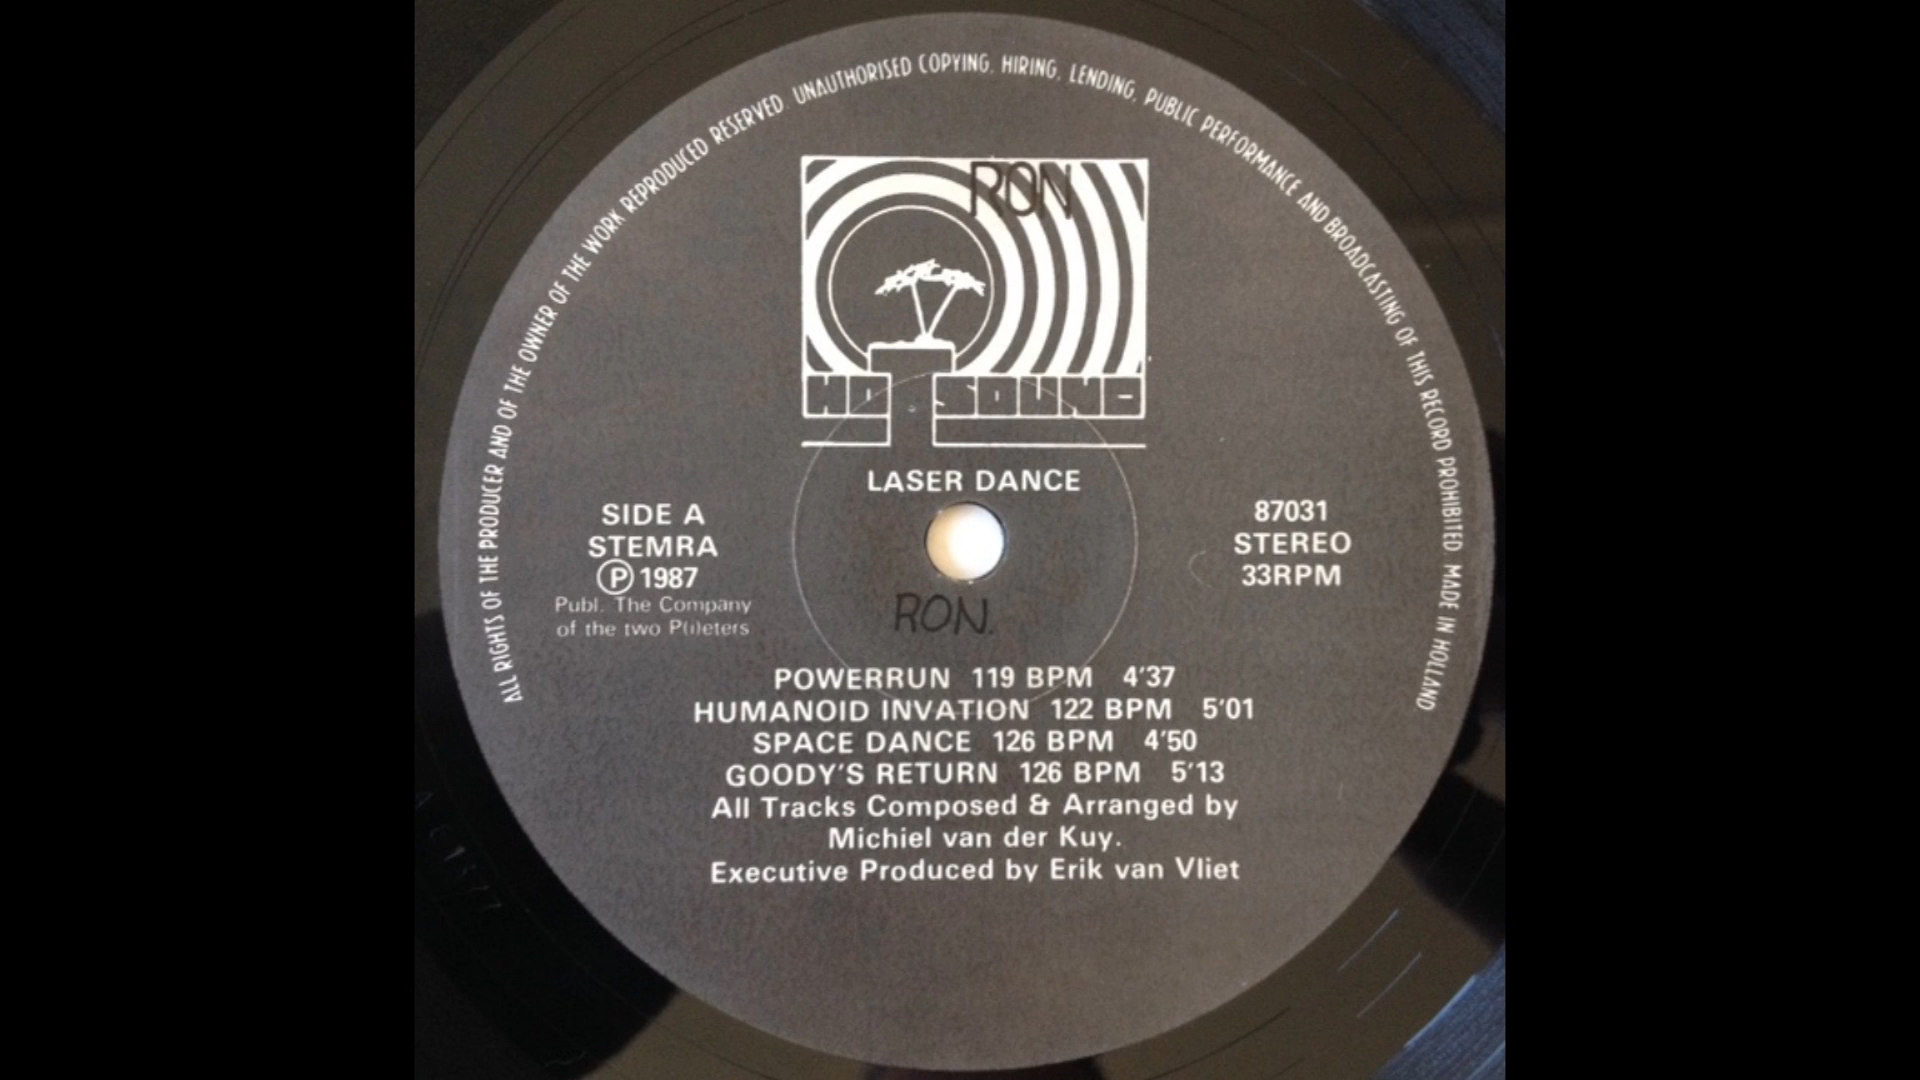 ALL RIGHTS OF THE PRODUCER AND OF THE OWNER OF THE WORK REPRODUCED RESERVED. UNAUTHORISED COPYING, HIRING, LENDING, PUBLIC PERFORMANCE AND BROADCASTING OF THIS RECORD PROHIBITED. MADE IN HOLLAND
RON
SOUND
LASER DANCE
SIDE A
STEMRA
Ⓟ 1987
Publ. The Company
of the two P(i)eters
87031
STEREO
33RPM
RON.
POWERRUN 119 BPM 4'37
HUMANOID INVATION 122 BPM 5'01
SPACE DANCE 126 BPM 4'50
GOODY'S RETURN 126 BPM 5'13
All Tracks Composed & Arranged by
Michiel van der Kuy.
Executive Produced by Erik van Vliet